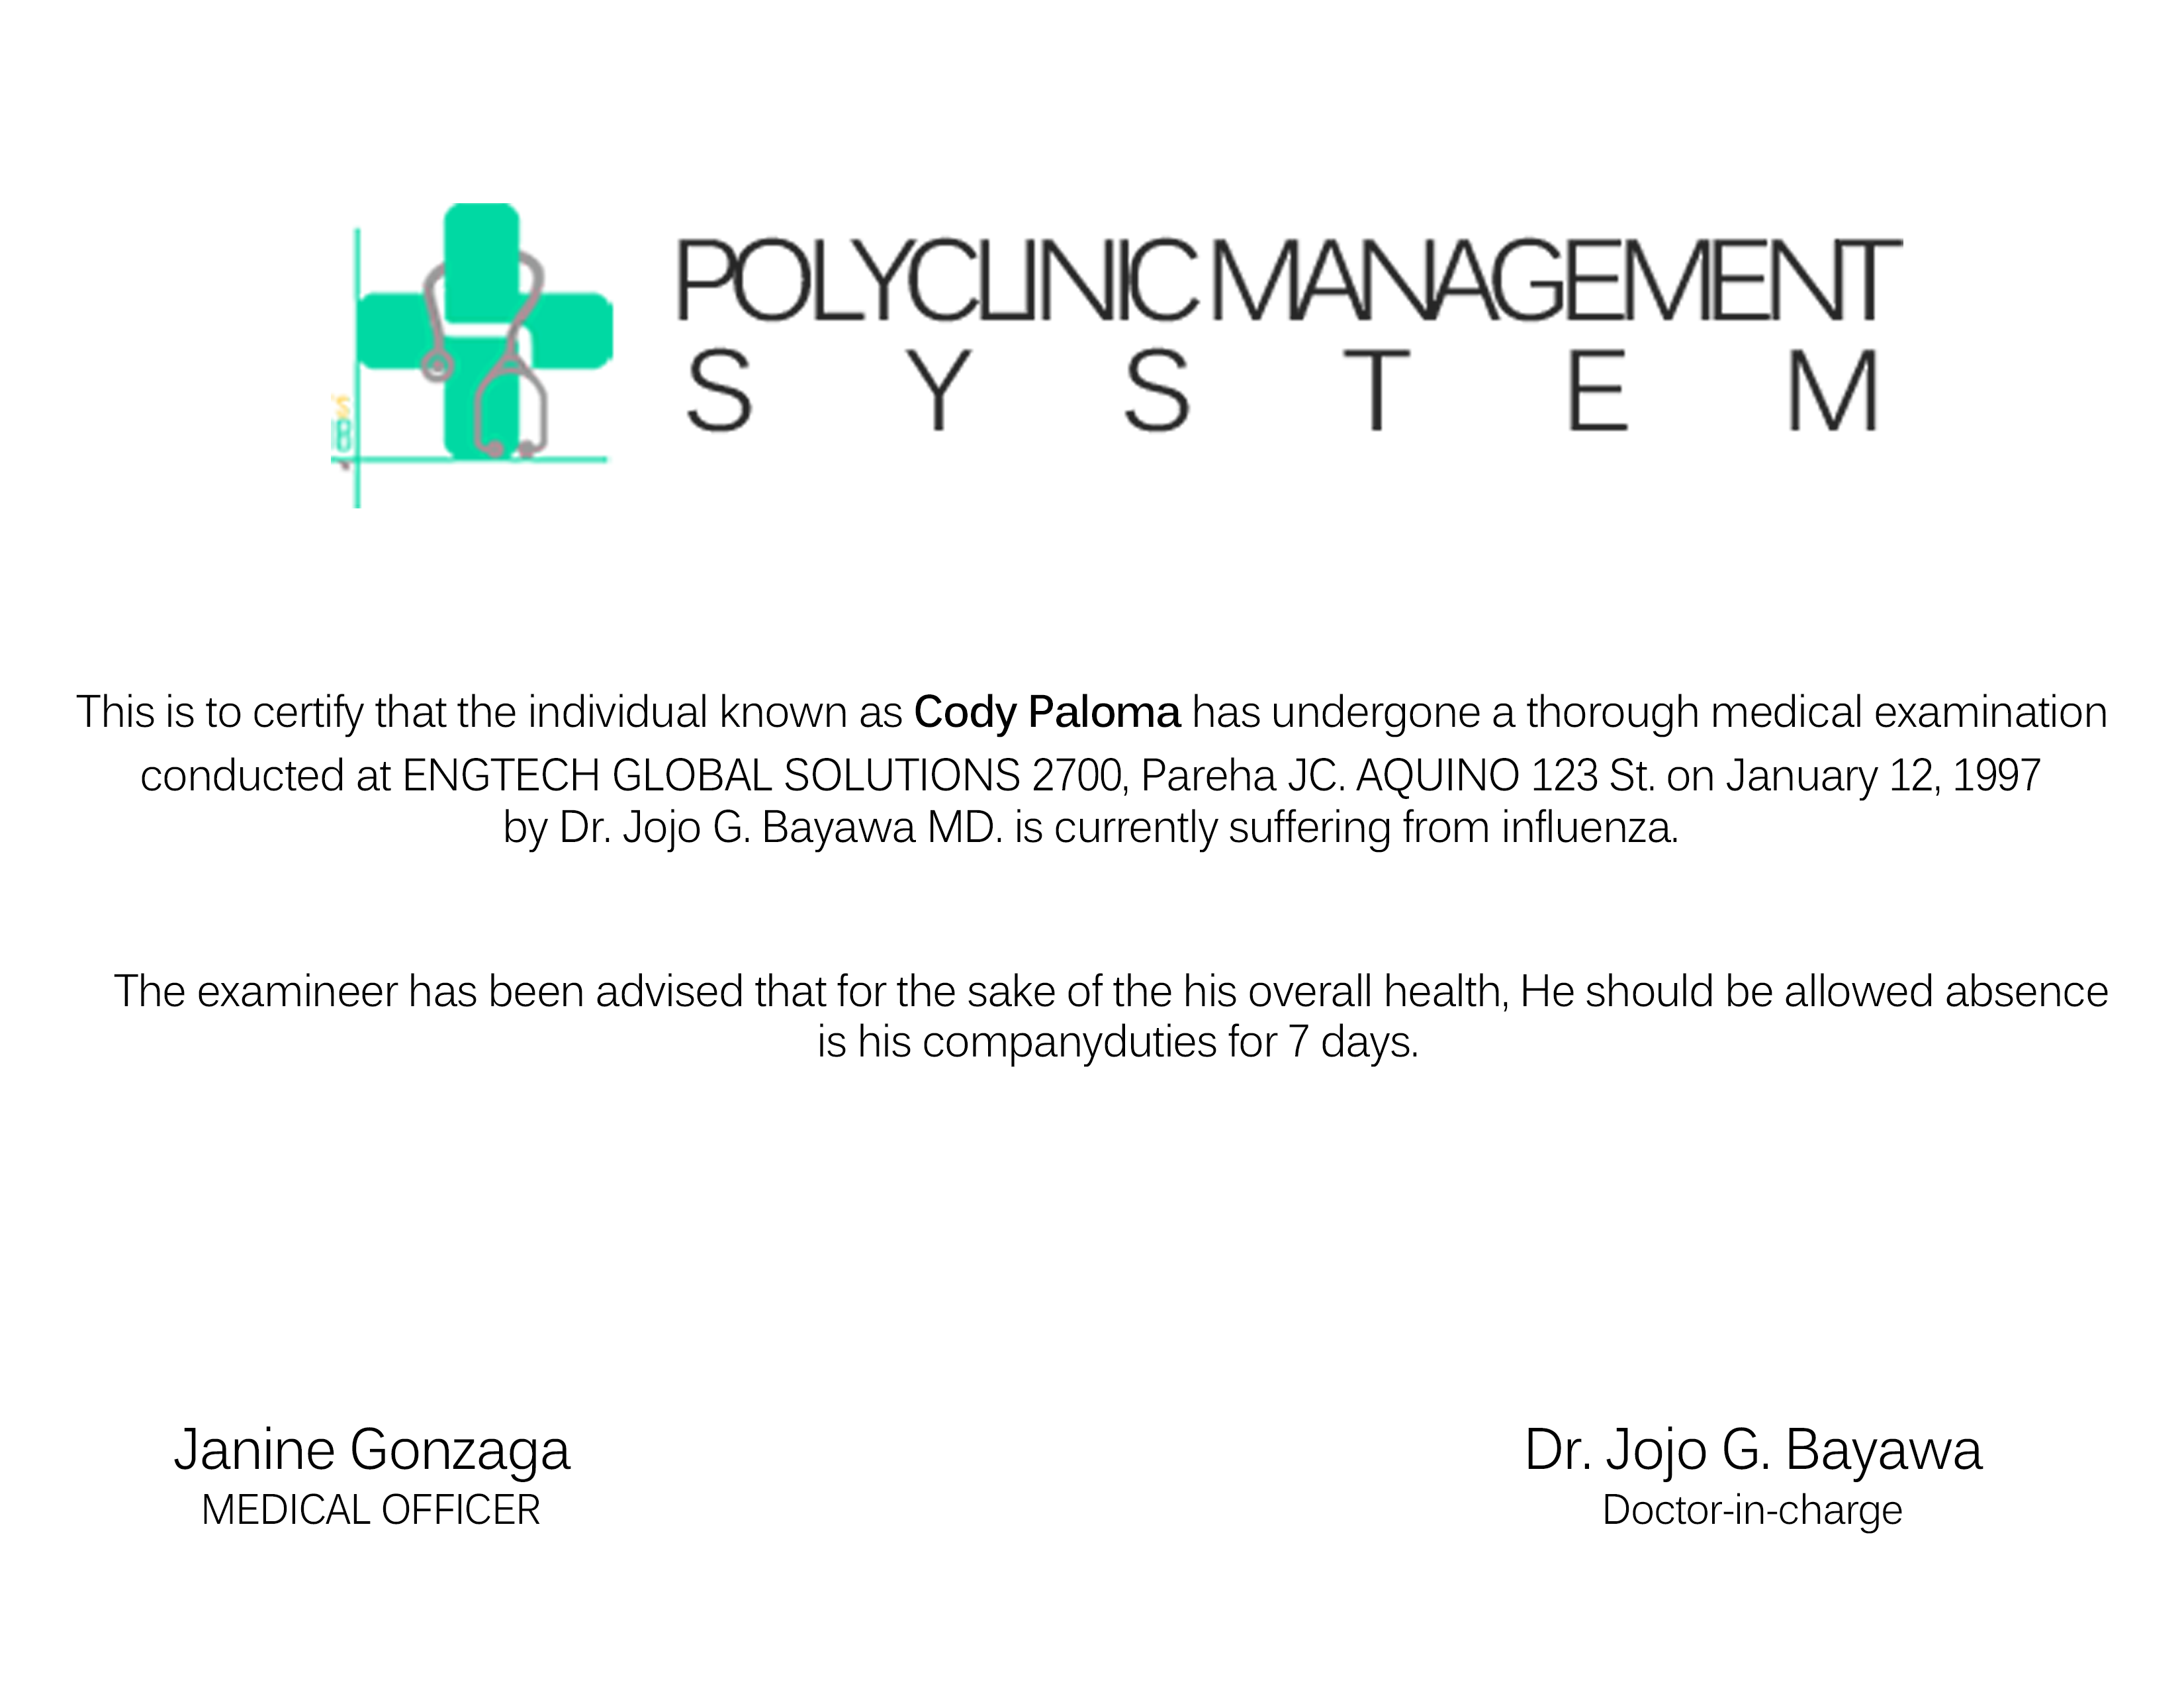 POLYCLINIC MANAGEMENT
SYSTEM
This is to certify that the individual known as Cody Paloma has undergone a thorough medical examination
conducted at ENGTECH GLOBAL SOLUTIONS 2700, Pareha JC. AQUINO 123 St. on January 12, 1997
by Dr. Jojo G. Bayawa MD. is currently suffering from influenza.
The examineer has been advised that for the sake of the his overall health, He should be allowed absence
is his companyduties for 7 days.
Janine Gonzaga
MEDICAL OFFICER
Dr. Jojo G. Bayawa
Doctor-in-charge